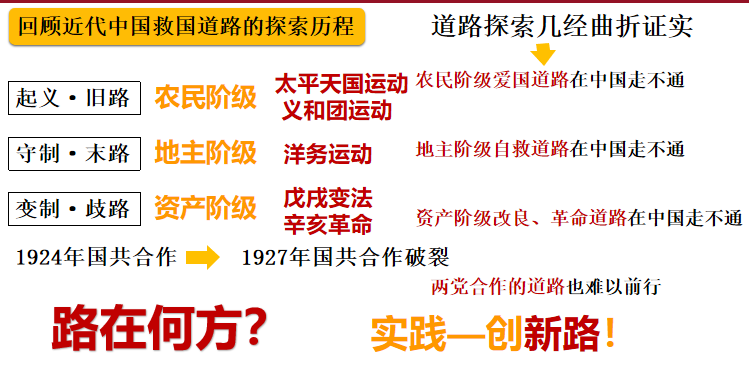 回顾近代中国救国道路的探索历程
道路探索几经曲折证实
起义·旧路
农民阶级
太平天国运动
义和团运动
农民阶级爱国道路在中国走不通
守制·末路
地主阶级
洋务运动
地主阶级自救道路在中国走不通
变制·歧路
资产阶级
戊戌变法
辛亥革命
资产阶级改良、革命道路在中国走不通
1924年国共合作
1927年国共合作破裂
两党合作的道路也难以前行
路在何方？
实践—创新路！